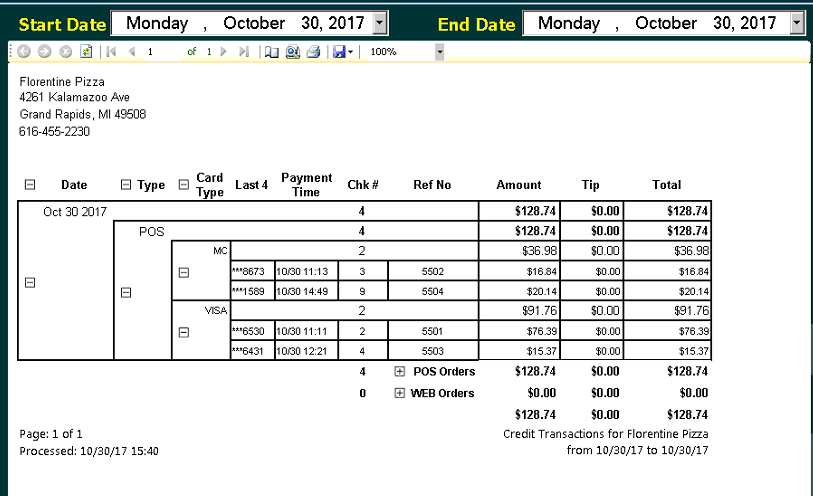 Start Date Monday , October 30, 2017 End Date Monday , October 30, 2017
1 of 1 100%
Florentine Pizza
4261 Kalamazoo Ave
Grand Rapids, MI 49508
616-455-2230
Date Type Card Type Last 4 Payment Time Chk # Ref No Amount Tip Total
Oct 30 2017 4 $128.74 $0.00 $128.74
POS 4 $128.74 $0.00 $128.74
MC 2 $36.98 $0.00 $36.98
***8673 10/30 11:13 3 5502 $16.84 $0.00 $16.84
***1589 10/30 14:49 9 5504 $20.14 $0.00 $20.14
VISA 2 $91.76 $0.00 $91.76
***6530 10/30 11:11 2 5501 $76.39 $0.00 $76.39
***6431 10/30 12:21 4 5503 $15.37 $0.00 $15.37
4 POS Orders $128.74 $0.00 $128.74
0 WEB Orders $0.00 $0.00 $0.00
$128.74 $0.00 $128.74
Page: 1 of 1 Credit Transactions for Florentine Pizza
Processed: 10/30/17 15:40 from 10/30/17 to 10/30/17